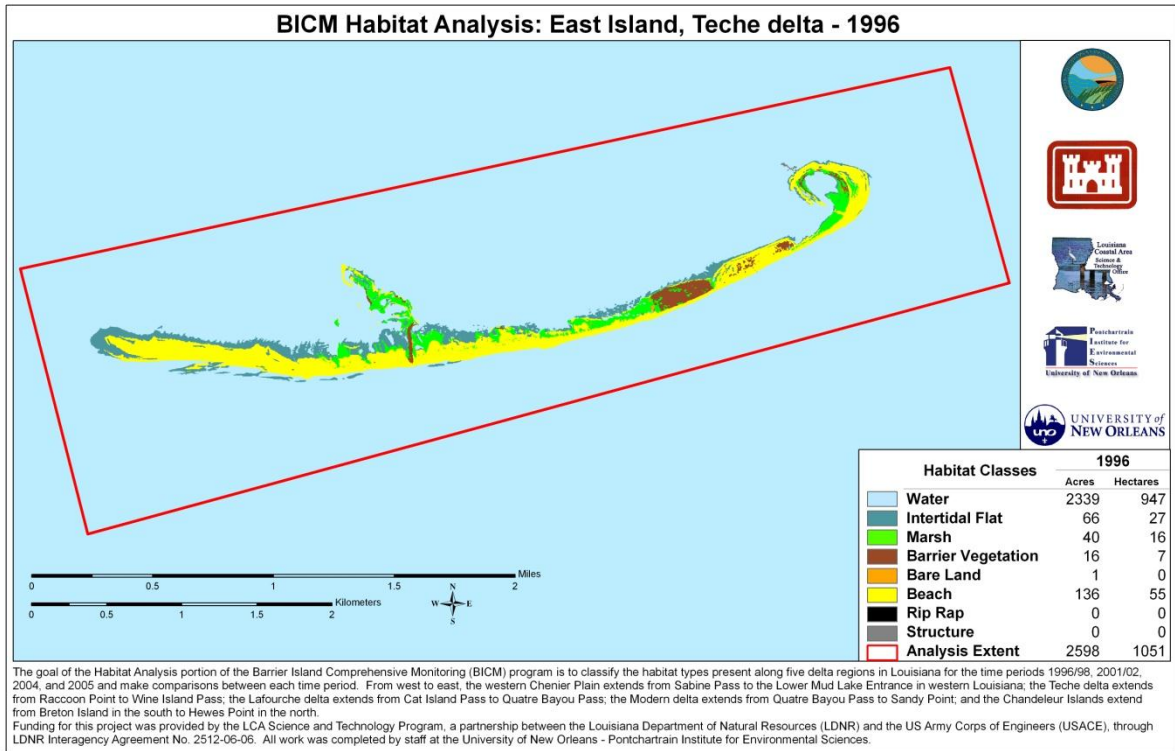 BICM Habitat Analysis: East Island, Teche delta - 1996
Louisiana
Coastal Area
Science &
Technology
Office
Pontchartrain
Institute for
Environmental
Sciences
University of New Orleans
uno
UNIVERSITY of
NEW ORLEANS
Habitat Classes 1996
Acres Hectares
Water 2339 947
Intertidal Flat 66 27
Marsh 40 16
Barrier Vegetation 16 7
Bare Land 1 0
Beach 136 55
Rip Rap 0 0
Structure 0 0
Analysis Extent 2598 1051
Miles
0 0.5 1 1.5 2
Kilometers
0 0.5 1 2
N
W E
S
The goal of the Habitat Analysis portion of the Barrier Island Comprehensive Monitoring (BICM) program is to classify the habitat types present along five delta regions in Louisiana for the time periods 1996/98, 2001/02,
2004, and 2005 and make comparisons between each time period. From west to east, the western Chenier Plain extends from Sabine Pass to the Lower Mud Lake Entrance in western Louisiana; the Teche delta extends
from Raccoon Point to Wine Island Pass; the Lafourche delta extends from Cat Island Pass to Quatre Bayou Pass; the Modern delta extends from Quatre Bayou Pass to Sandy Point; and the Chandeleur Islands extend
from Breton Island in the south to Hewes Point in the north.
Funding for this project was provided by the LCA Science and Technology Program, a partnership between the Louisiana Department of Natural Resources (LDNR) and the US Army Corps of Engineers (USACE), through
LDNR Interagency Agreement No. 2512-06-06. All work was completed by staff at the University of New Orleans - Pontchartrain Institute for Environmental Sciences.